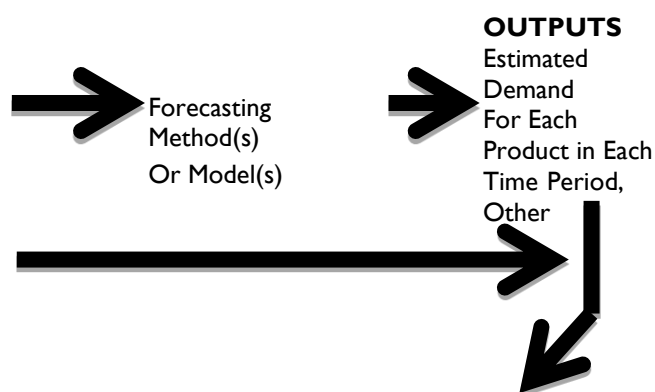 Forecasting
Method(s)
Or Model(s)
OUTPUTS
Estimated
Demand
For Each
Product in Each
Time Period,
Other